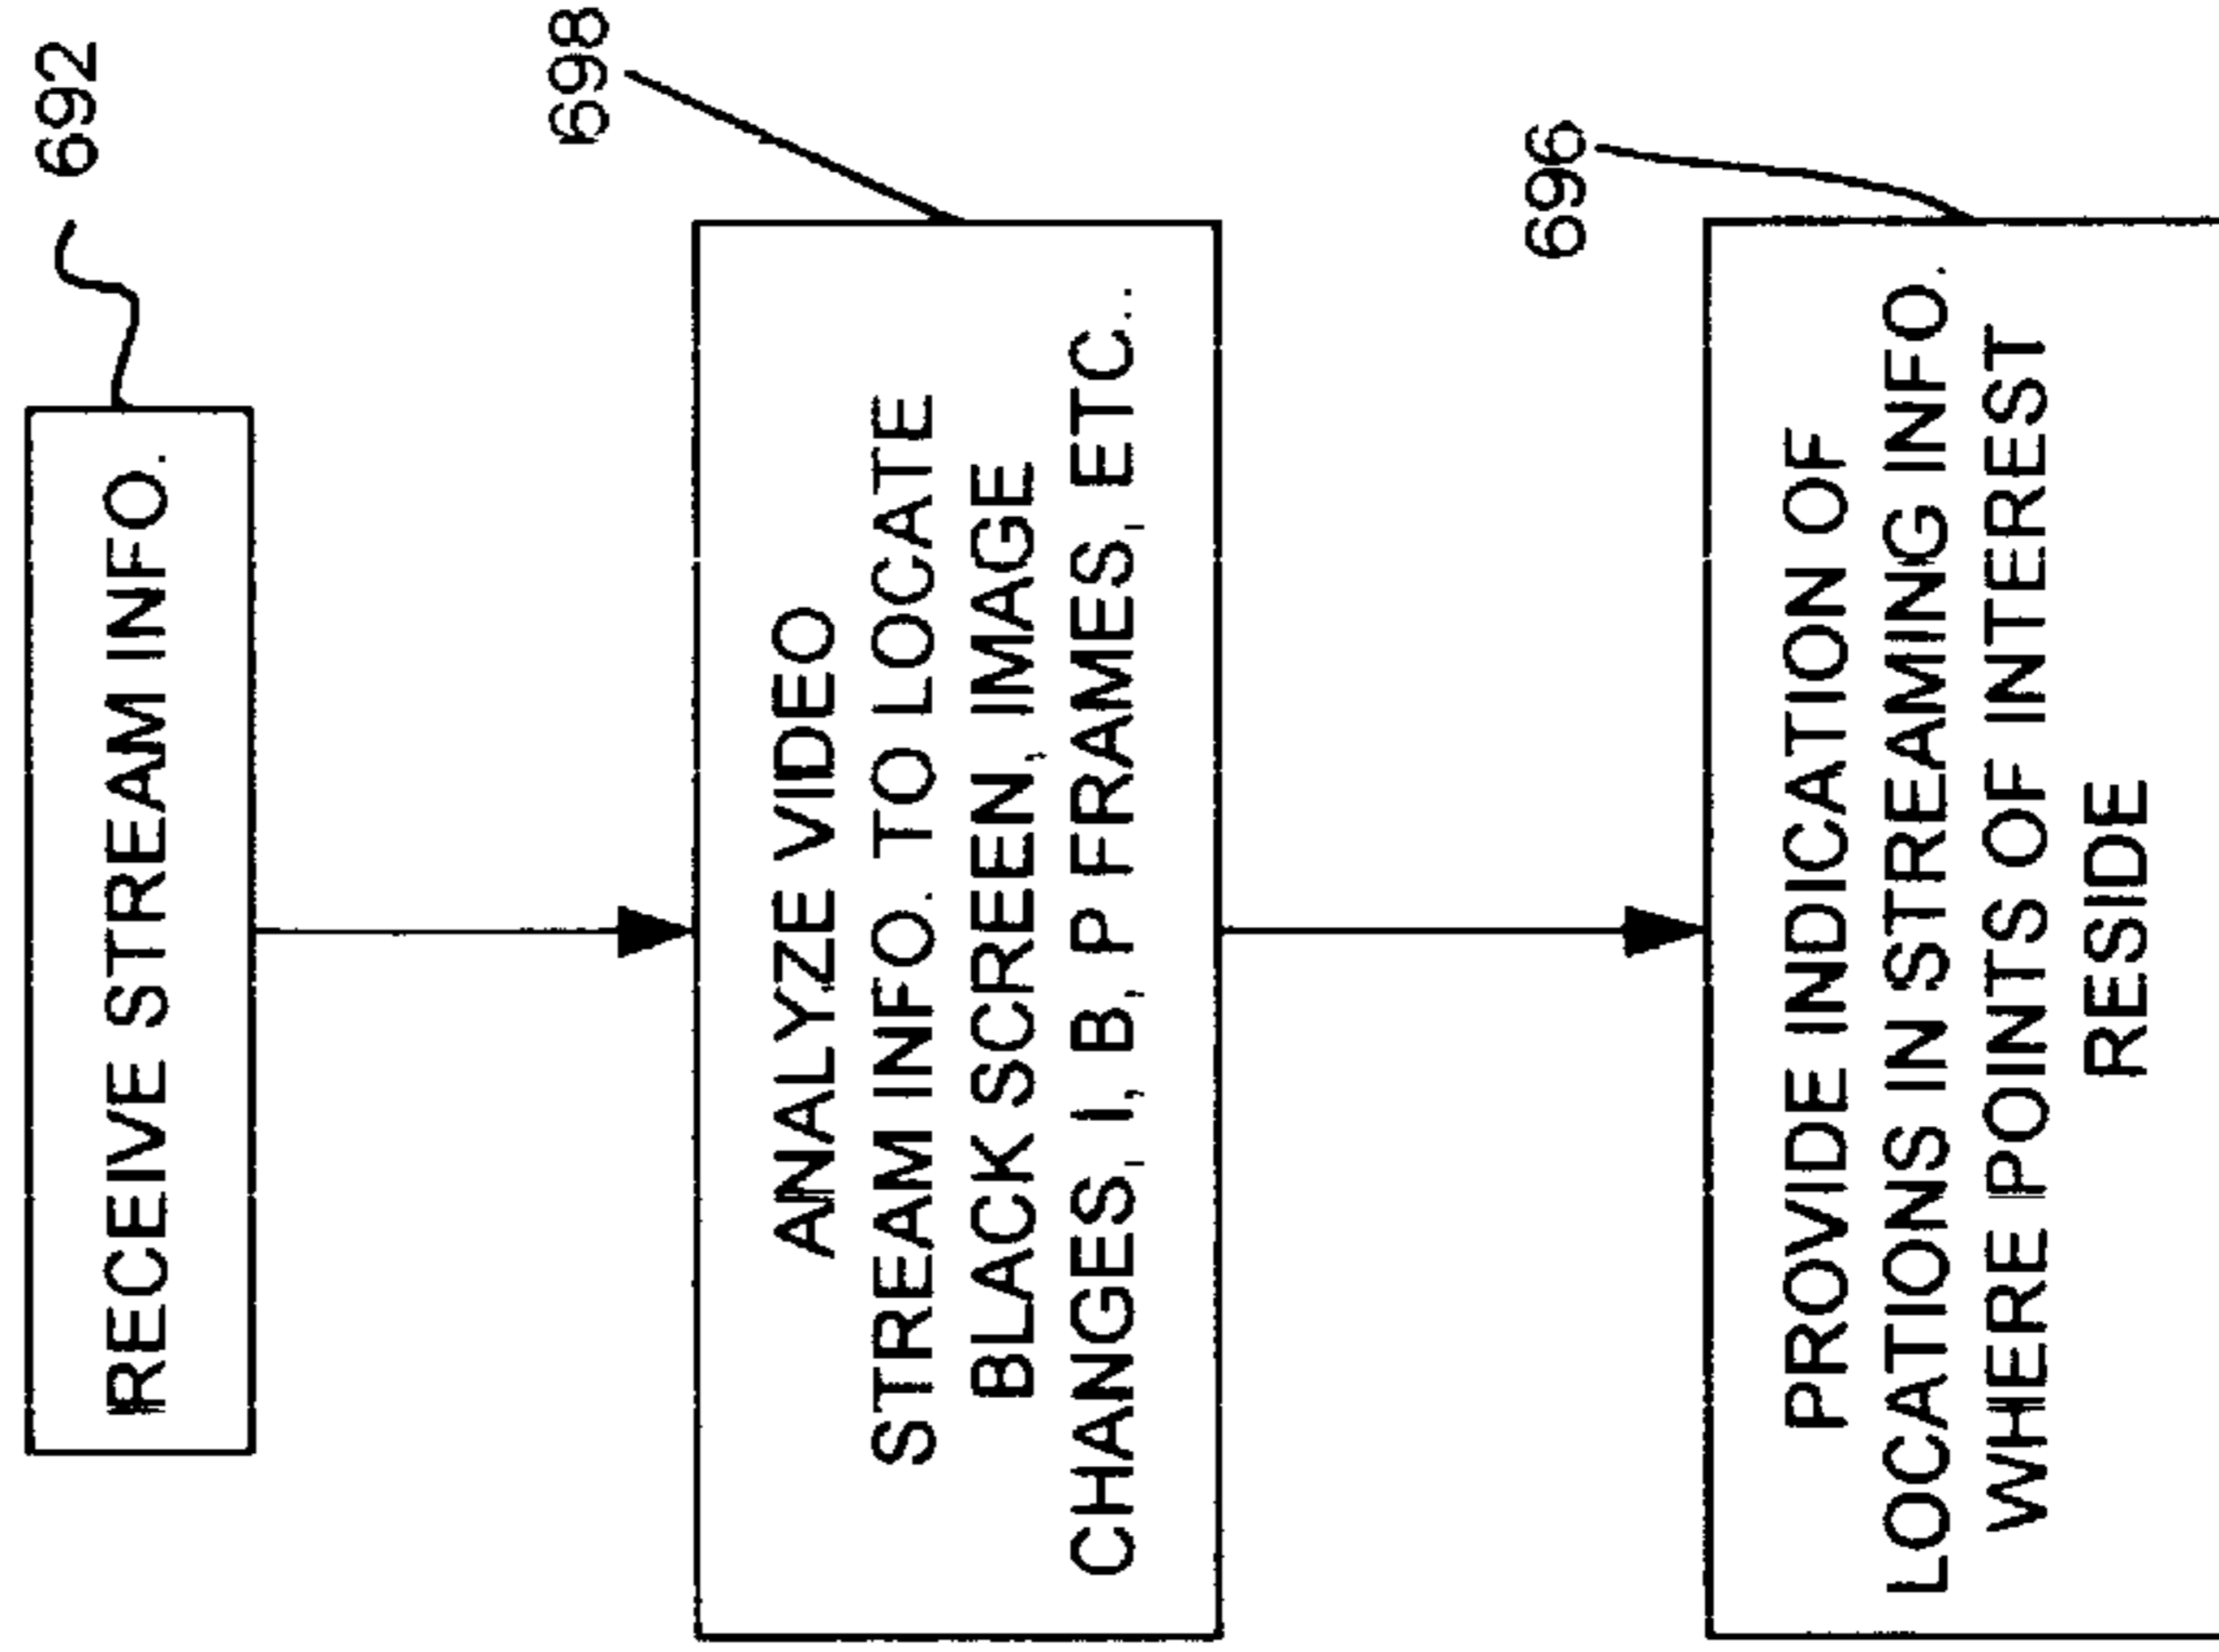 692
RECEIVE STREAM INFO.
698
ANALYZE VIDEO
STREAM INFO. TO LOCATE
BLACK SCREEN, IMAGE
CHANGES, I, B, P FRAMES, ETC..
696
PROVIDE INDICATION OF
LOCATIONS IN STREAMING INFO.
WHERE POINTS OF INTEREST
RESIDE